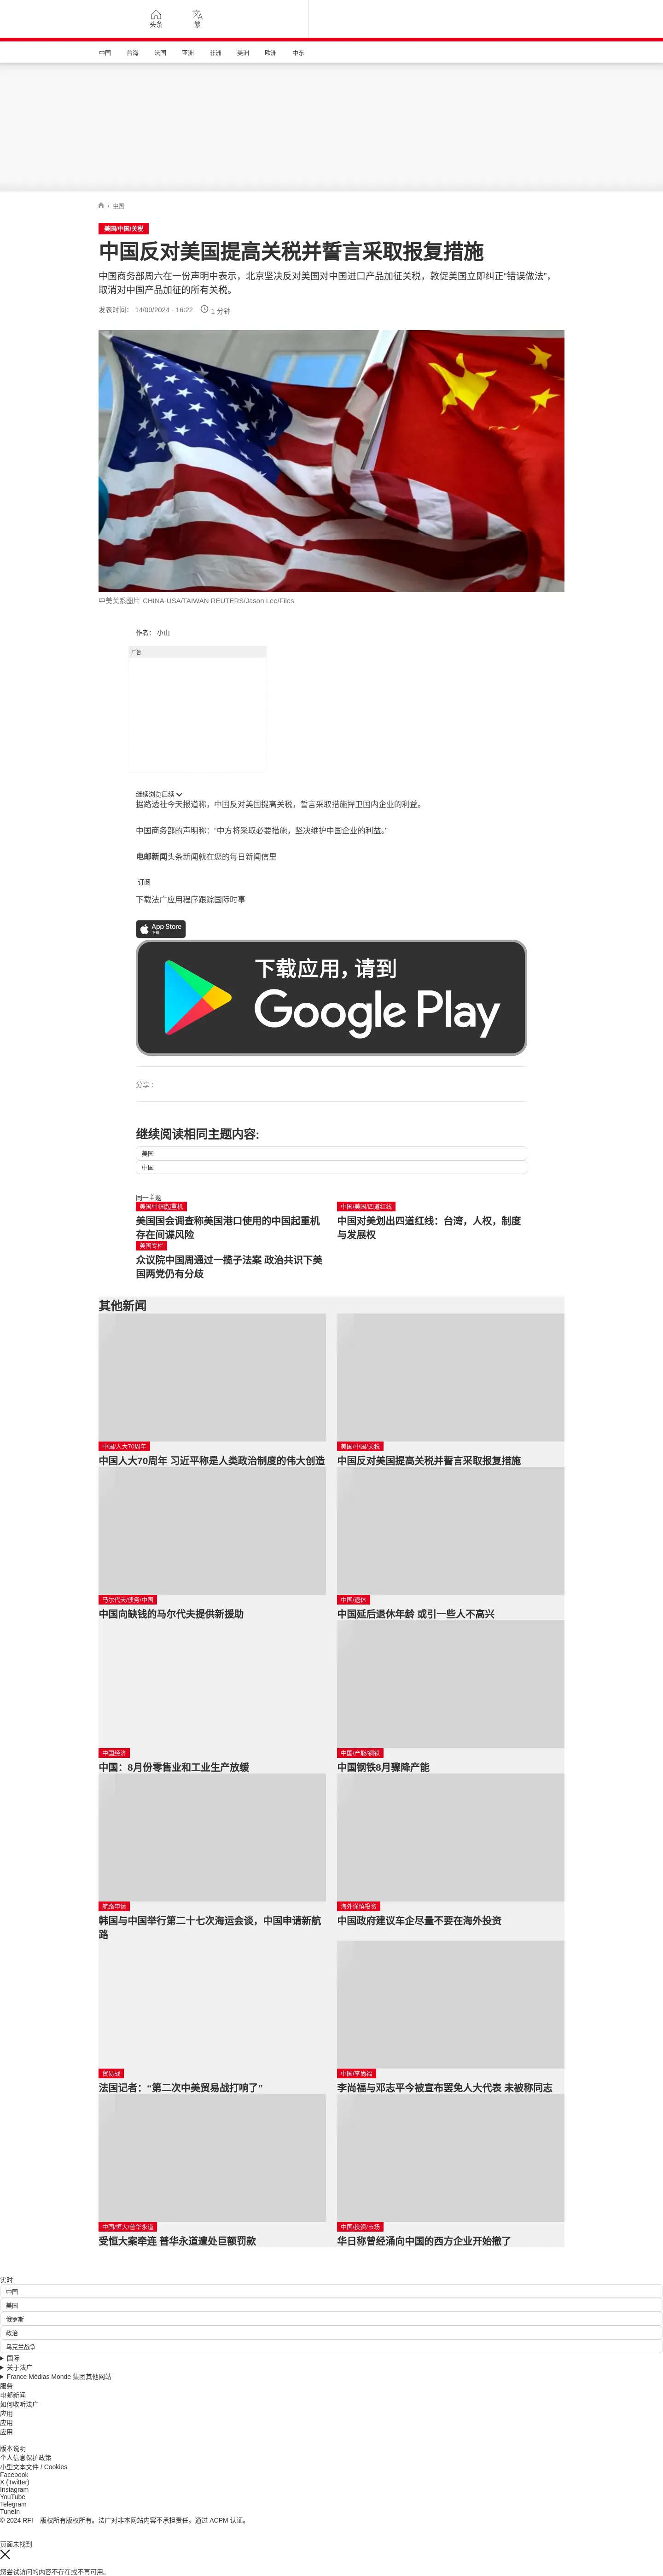 头条
繁
中国 台海 法国 亚洲 非洲 美洲 欧洲 中东
/ 中国
美国/中国/关税
中国反对美国提高关税并誓言采取报复措施
中国商务部周六在一份声明中表示，北京坚决反对美国对中国进口产品加征关税，敦促美国立即纠正“错误做法”，
取消对中国产品加征的所有关税。
发表时间： 14/09/2024 - 16:22 1 分钟
中美关系图片 CHINA-USA/TAIWAN REUTERS/Jason Lee/Files
作者： 小山
广告
继续浏览后续
据路透社今天报道称，中国反对美国提高关税，誓言采取措施捍卫国内企业的利益。
中国商务部的声明称：“中方将采取必要措施，坚决维护中国企业的利益。”
电邮新闻头条新闻就在您的每日新闻信里
订阅
下载法广应用程序跟踪国际时事
App Store
下载
下载应用，请到
Google Play
分享 :
继续阅读相同主题内容:
美国
中国
同一主题
美国/中国起重机
美国国会调查称美国港口使用的中国起重机
存在间谍风险
中国/美国/四道红线
中国对美划出四道红线：台湾，人权，制度
与发展权
美国专栏
众议院中国周通过一揽子法案 政治共识下美
国两党仍有分歧
其他新闻
中国/人大70周年
中国人大70周年 习近平称是人类政治制度的伟大创造
美国/中国/关税
中国反对美国提高关税并誓言采取报复措施
马尔代夫/债务/中国
中国向缺钱的马尔代夫提供新援助
中国/退休
中国延后退休年龄 或引一些人不高兴
中国经济
中国：8月份零售业和工业生产放缓
中国/产能/钢铁
中国钢铁8月骤降产能
航路申请
韩国与中国举行第二十七次海运会谈，中国申请新航
路
海外谨慎投资
中国政府建议车企尽量不要在海外投资
贸易战
法国记者：“第二次中美贸易战打响了”
中国/李尚福
李尚福与邓志平今被宣布罢免人大代表 未被称同志
中国/恒大/普华永道
受恒大案牵连 普华永道遭处巨额罚款
中国/投资/市场
华日称曾经涌向中国的西方企业开始撤了
实时
中国
美国
俄罗斯
政治
乌克兰战争
国际
关于法广
France Médias Monde 集团其他网站
服务
电邮新闻
如何收听法广
应用
应用
应用
版本说明
个人信息保护政策
小型文本文件 / Cookies
Facebook
X (Twitter)
Instagram
YouTube
Telegram
TuneIn
© 2024 RFI – 版权所有版权所有。法广对非本网站内容不承担责任。通过 ACPM 认证。
页面未找到
您尝试访问的内容不存在或不再可用。